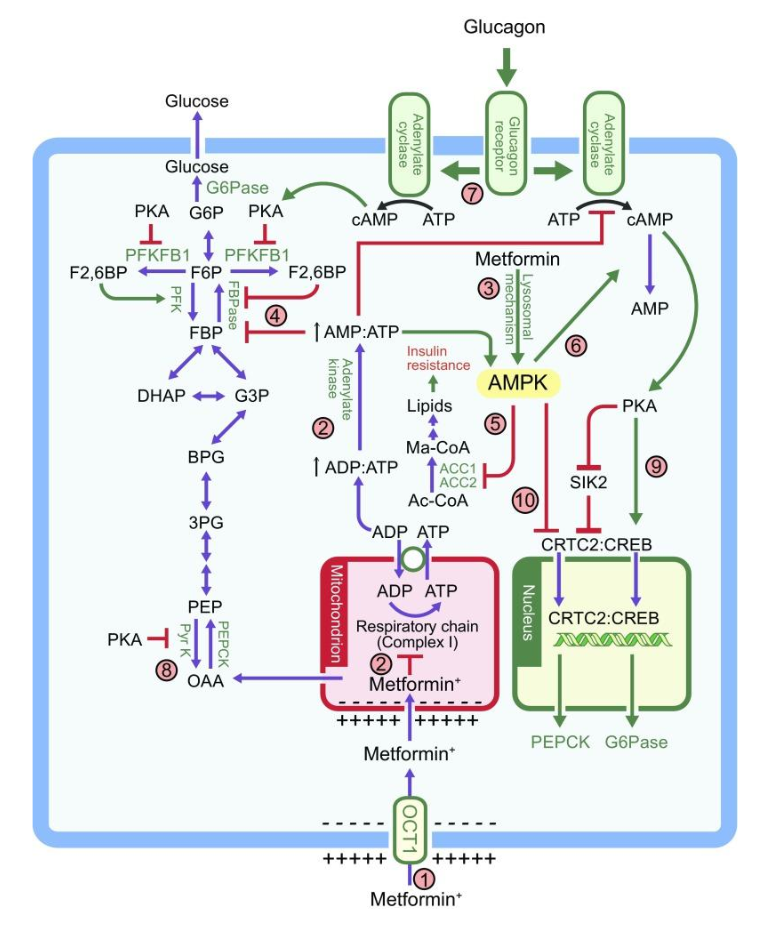 Glucagon
Glucose
Adenylate
cyclase
Glucagon
receptor
Adenylate
cyclase
Glucose
G6Pase
⑦
PKA
G6P
PKA
cAMP
ATP
ATP
cAMP
PFKFB1
PFKFB1
Metformin
③
Lysosomal
mechanism
F2,6BP
F6P
F2,6BP
PFK
FBPase
④
AMP
FBP
↑AMP:ATP
⑥
Insulin
resistance
Adenylate
kinase
AMPK
DHAP
G3P
Lipids
PKA
②
⑤
Ma-CoA
BPG
↑ADP:ATP
ACC1
ACC2
⑨
SIK2
Ac-CoA
⑩
3PG
ADP
ATP
CRTC2:CREB
Mitochondrion
ADP
ATP
Nucleus
PEP
CRTC2:CREB
Respiratory chain
(Complex I)
PKA
Pyr K
PEPCK
⑧
②
OAA
Metformin+
- - - - - - - - - -
+++++ +++++
PEPCK
G6Pase
Metformin+
OCT1
- - - - - - - - - -
+++++ +++++
①
Metformin+